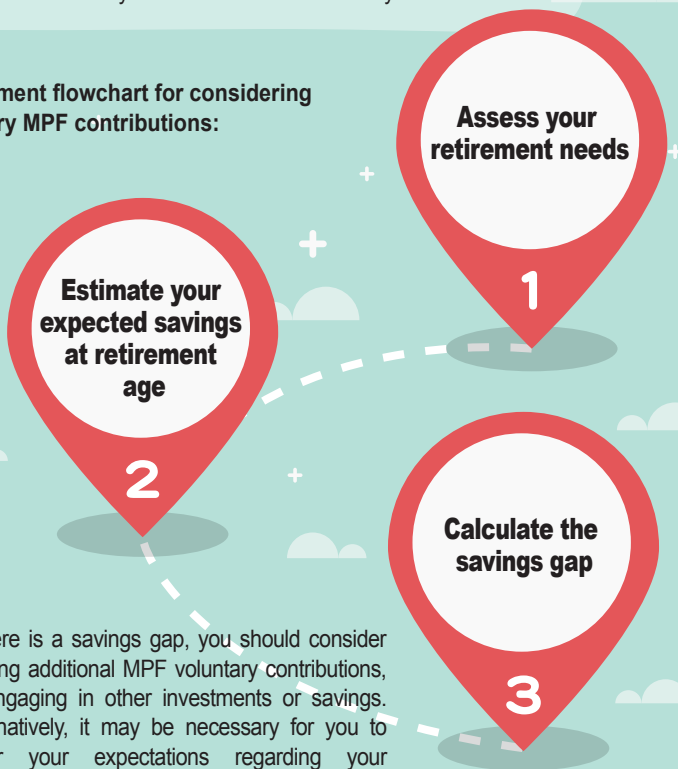 ment flowchart for considering
ry MPF contributions:
Assess your
retirement needs
1
Estimate your
expected savings
at retirement
age
2
Calculate the
savings gap
3
ere is a savings gap, you should consider
ng additional MPF voluntary contributions,
ngaging in other investments or savings.
natively, it may be necessary for you to
r your expectations regarding your